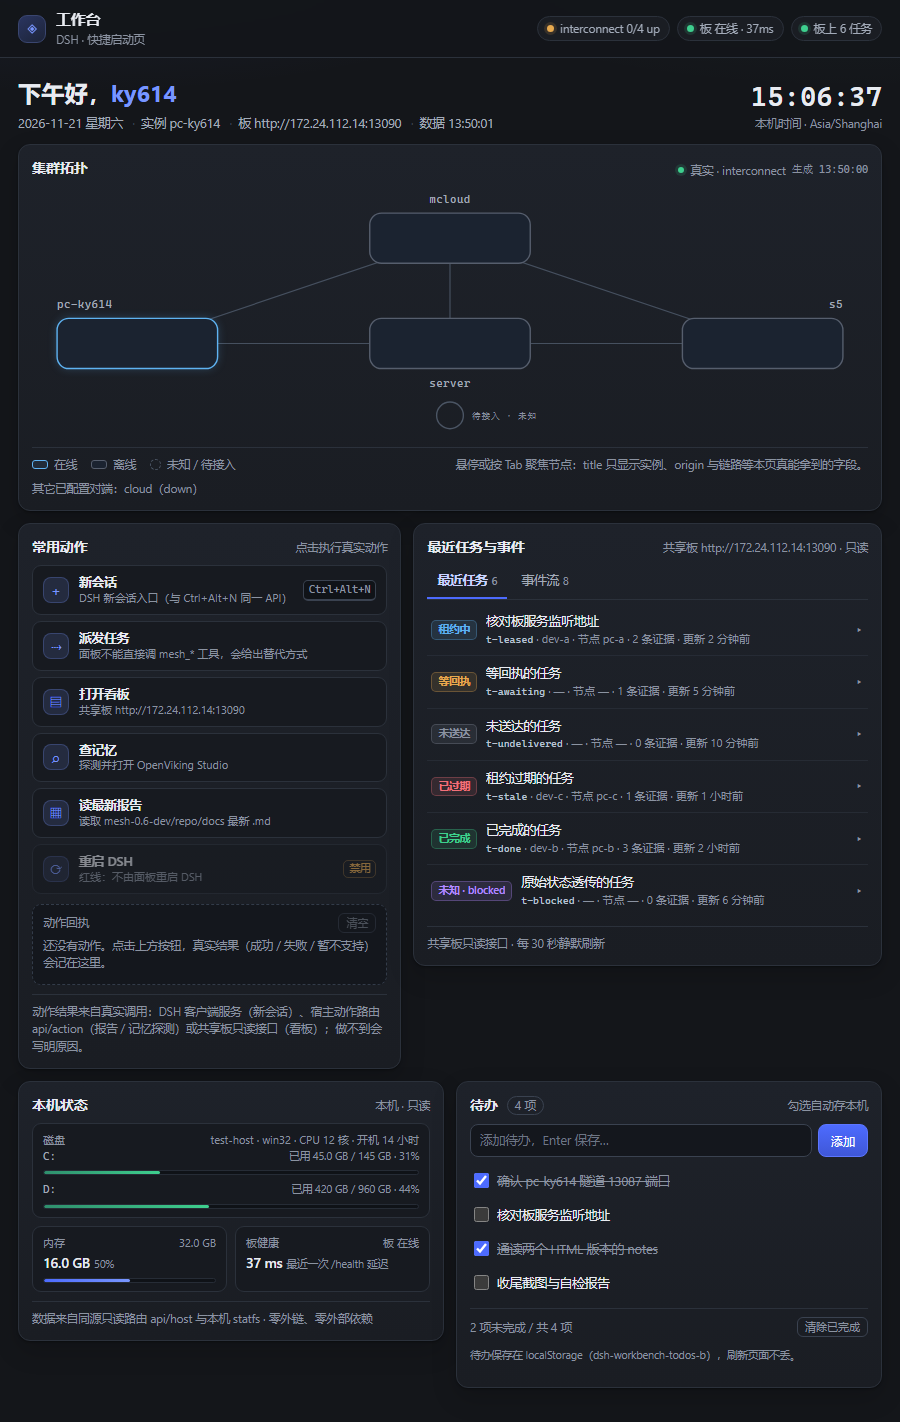 工作台
DSH · 快捷启动页
interconnect 0/4 up
板 在线 · 37ms
板上 6 任务
下午好，ky614
15:06:37
2026-11-21 星期六 · 实例 pc-ky614 · 板 http://172.24.112.14:13090 · 数据 13:50:01
本机时间 · Asia/Shanghai
集群拓扑
真实 · interconnect 生成 13:50:00
mcloud
pc-ky614
s5
server
待接入 · 未知
在线 离线 未知 / 待接入
悬停或按 Tab 聚焦节点：title 只显示实例、origin 与链路等本页真能拿到的字段。
其它已配置对端：cloud（down）
常用动作
点击执行真实动作
+
新会话
DSH 新会话入口（与 Ctrl+Alt+N 同一 API）
Ctrl+Alt+N
→
派发任务
面板不能直接调 mesh_* 工具，会给出替代方式
打开看板
共享板 http://172.24.112.14:13090
查记忆
探测并打开 OpenViking Studio
读最新报告
读取 mesh-0.6-dev/repo/docs 最新 .md
重启 DSH
红线：不由面板重启 DSH
禁用
动作回执
清空
还没有动作。点击上方按钮，真实结果（成功 / 失败 / 暂不支持）
会记在这里。
动作结果来自真实调用：DSH 客户端服务（新会话）、宿主动作路由
api/action（报告 / 记忆探测）或共享板只读接口（看板）；做不到会
写明原因。
最近任务与事件
共享板 http://172.24.112.14:13090 · 只读
最近任务 6
事件流 8
租约中
核对板服务监听地址
t-leased · dev-a · 节点 pc-a · 2 条证据 · 更新 2 分钟前
等回执
等回执的任务
t-awaiting · — · 节点 — · 1 条证据 · 更新 5 分钟前
未送达
未送达的任务
t-undelivered · — · 节点 — · 0 条证据 · 更新 10 分钟前
已过期
租约过期的任务
t-stale · dev-c · 节点 pc-c · 1 条证据 · 更新 1 小时前
已完成
已完成的任务
t-done · dev-b · 节点 pc-b · 3 条证据 · 更新 2 小时前
未知 · blocked
原始状态透传的任务
t-blocked · — · 节点 — · 0 条证据 · 更新 6 分钟前
共享板只读接口 · 每 30 秒静默刷新
本机状态
本机 · 只读
磁盘
test-host · win32 · CPU 12 核 · 开机 14 小时
C:
已用 45.0 GB / 145 GB · 31%
D:
已用 420 GB / 960 GB · 44%
内存
32.0 GB
16.0 GB 50%
板健康
板 在线
37 ms 最近一次 /health 延迟
数据来自同源只读路由 api/host 与本机 statfs · 零外链、零外部依赖
待办
4 项
勾选自动存本机
添加待办，Enter 保存…
添加
确认 pc-ky614 隧道 13087 端口
核对板服务监听地址
通读两个 HTML 版本的 notes
收尾截图与自检报告
2 项未完成 / 共 4 项
清除已完成
待办保存在 localStorage（dsh-workbench-todos-b），刷新页面不丢。